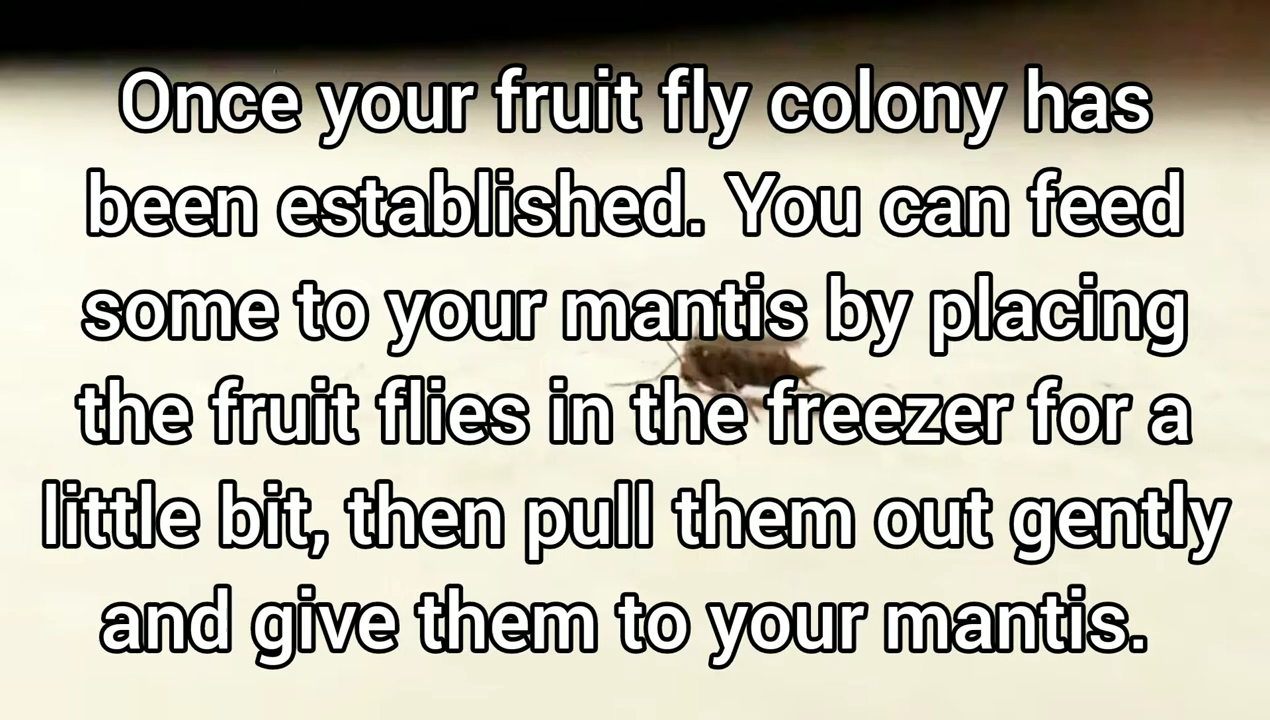 Once your fruit fly colony has
been established. You can feed
some to your mantis by placing
the fruit flies in the freezer for a
little bit, then pull them out gently
and give them to your mantis.